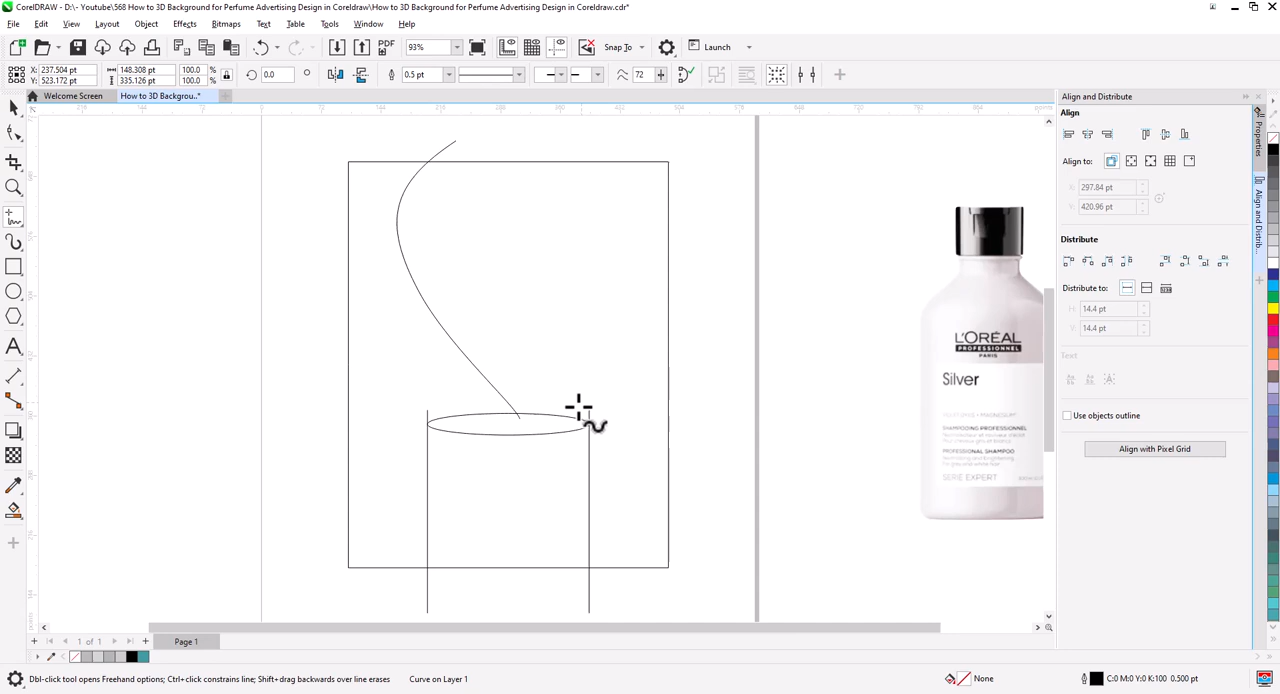 CorelDRAW - D:\- Youtube\568 How to 3D Background for Perfume Advertising Design in Coreldraw\How to 3D Background for Perfume Advertising Design in Coreldraw.cdr*
File Edit View Layout Object Effects Bitmaps Text Table Tools Window Help
PDF 93% Snap To Launch
X: 237.504 pt 148.308 pt 100.0 % 0.0 0.5 pt 72
Y: 523.172 pt 335.126 pt 100.0 %
Welcome Screen How to 3D Backgrou..*
Align and Distribute
Align
Align to:
X: 297.84 pt
Y: 420.96 pt
Distribute
Distribute to:
H: 14.4 pt
V: 14.4 pt
Text
Use objects outline
Align with Pixel Grid
Properties
Align and Distrib..
L'ORÉAL
PROFESSIONNEL
PARIS
Silver
SHAMPOOING PROFESSIONNEL
PROFESSIONAL SHAMPOO
SERIE EXPERT
1 of 1 Page 1
Dbl-click tool opens Freehand options; Ctrl+click constrains line; Shift+drag backwards over line erases Curve on Layer 1 None C:0 M:0 Y:0 K:100 0.500 pt